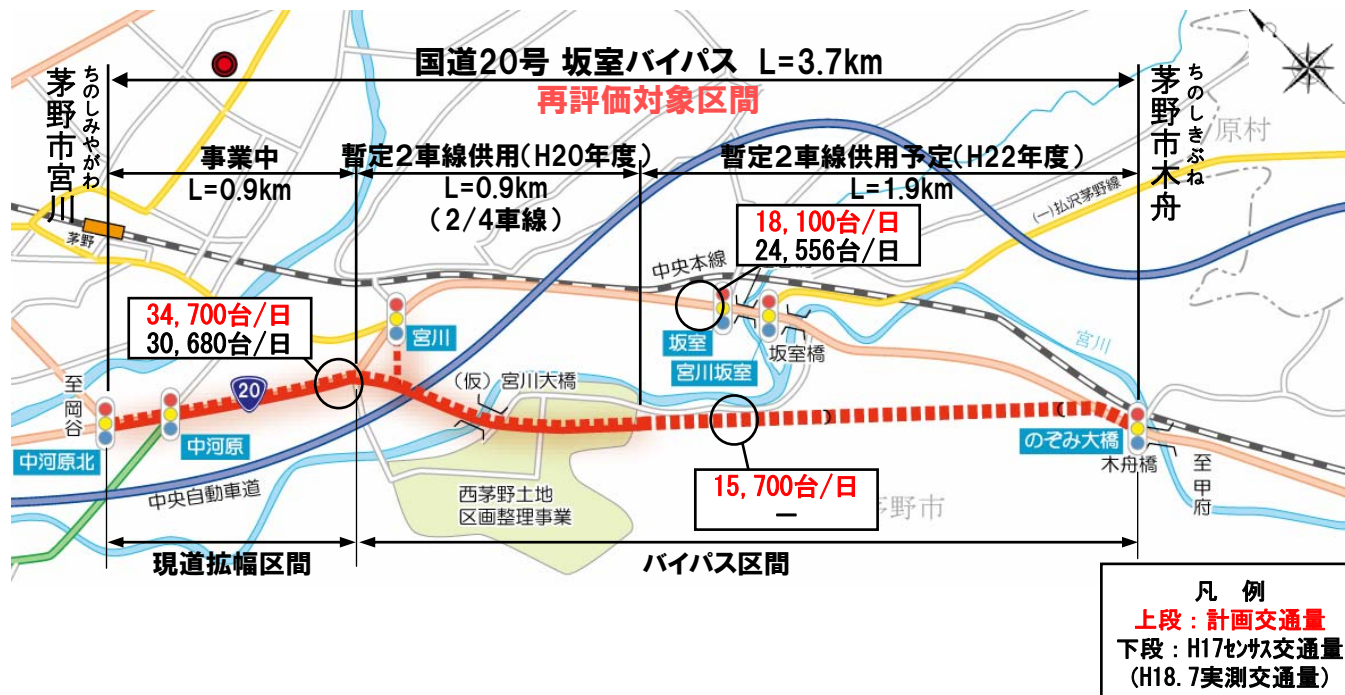 国道20号 坂室バイパス L=3.7km
再評価対象区間
茅野市宮川
ちのしみやがわ
茅野市木舟
ちのしきぶね
原村
事業中
L=0.9km
暫定2車線供用(H20年度)
L=0.9km
(2/4車線)
暫定2車線供用予定(H22年度)
L=1.9km
(一)払沢茅野線
茅野
中央本線
18,100台/日
24,556台/日
34,700台/日
30,680台/日
宮川
坂室
宮川坂室
坂室橋
宮川
至岡谷
20
(仮)宮川大橋
中河原北
中河原
のぞみ大橋
木舟橋
至甲府
中央自動車道
西茅野土地
区画整理事業
15,700台/日
―
茅野市
現道拡幅区間
バイパス区間
凡 例
上段:計画交通量
下段:H17センサス交通量
(H18.7実測交通量)